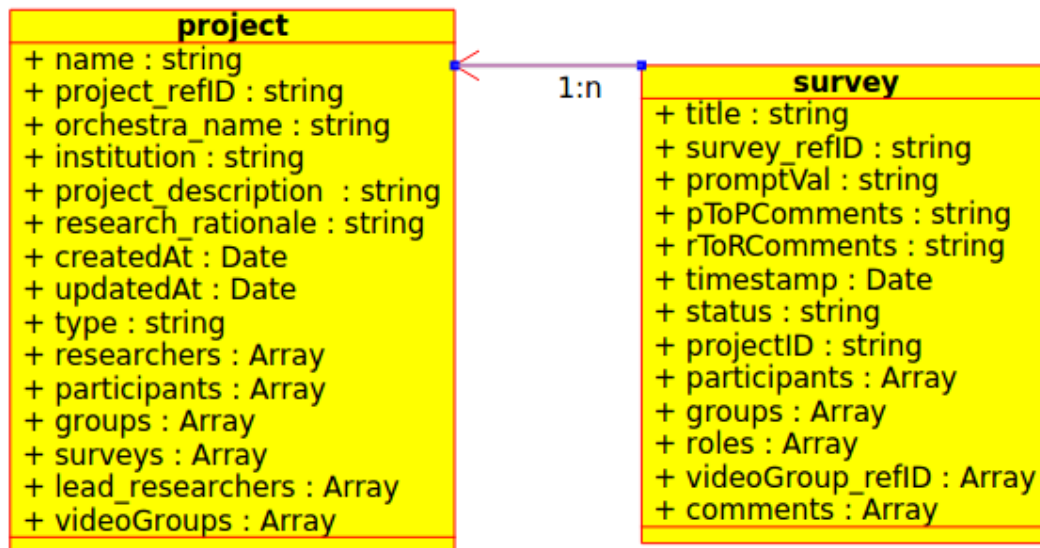 project
+ name : string
+ project_refID : string
+ orchestra_name : string
+ institution : string
+ project_description : string
+ research_rationale : string
+ createdAt : Date
+ updatedAt : Date
+ type : string
+ researchers : Array
+ participants : Array
+ groups : Array
+ surveys : Array
+ lead_researchers : Array
+ videoGroups : Array
1:n
survey
+ title : string
+ survey_refID : string
+ promptVal : string
+ pToPComments : string
+ rToRComments : string
+ timestamp : Date
+ status : string
+ projectID : string
+ participants : Array
+ groups : Array
+ roles : Array
+ videoGroup_refID : Array
+ comments : Array